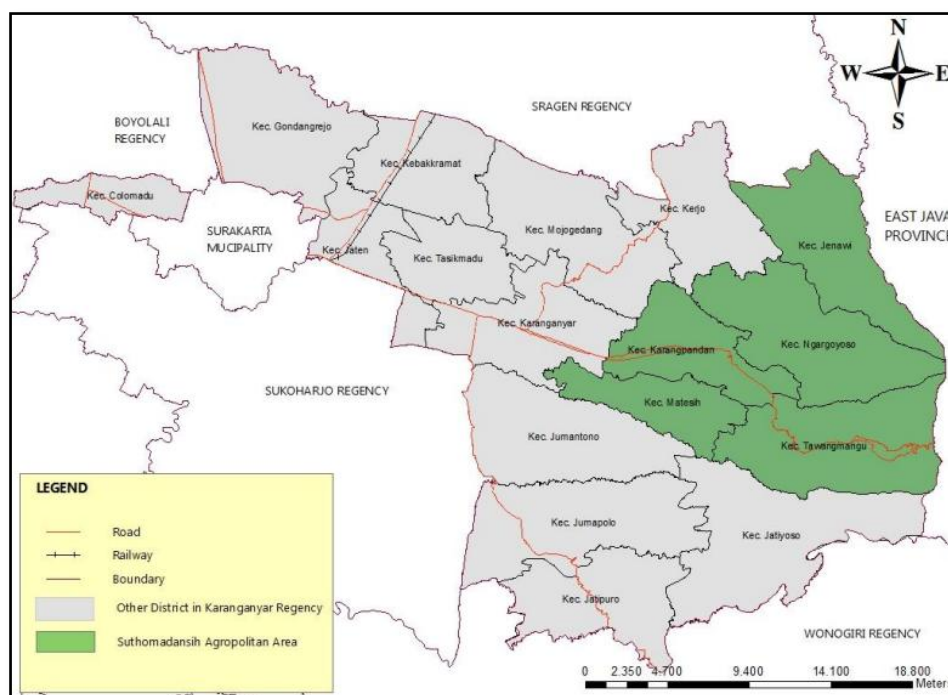 N
W E
S
SRAGEN REGENCY
BOYOLALI
REGENCY
Kec. Gondangrejo
Kec. Kebakkramat
Kec. Colomadu
Kec. Kerjo
EAST JAVA
PROVINCE
SURAKARTA
MUCIPALITY
Kec. Mojogedang
Kec. Jenawi
Kec. Jaten
Kec. Tasikmadu
Kec. Karanganyar
Kec. Karangpandan
Kec. Ngargoyoso
SUKOHARJO REGENCY
Kec. Matesih
Kec. Jumantono
Kec. Tawangmangu
LEGEND
Road
Railway
Boundary
Other District in Karanganyar Regency
Suthomadansih Agropolitan Area
Kec. Jumapolo
Kec. Jatiyoso
Kec. Jatipuro
WONOGIRI REGENCY
0 2.350 4.700 9.400 14.100 18.800
Meter